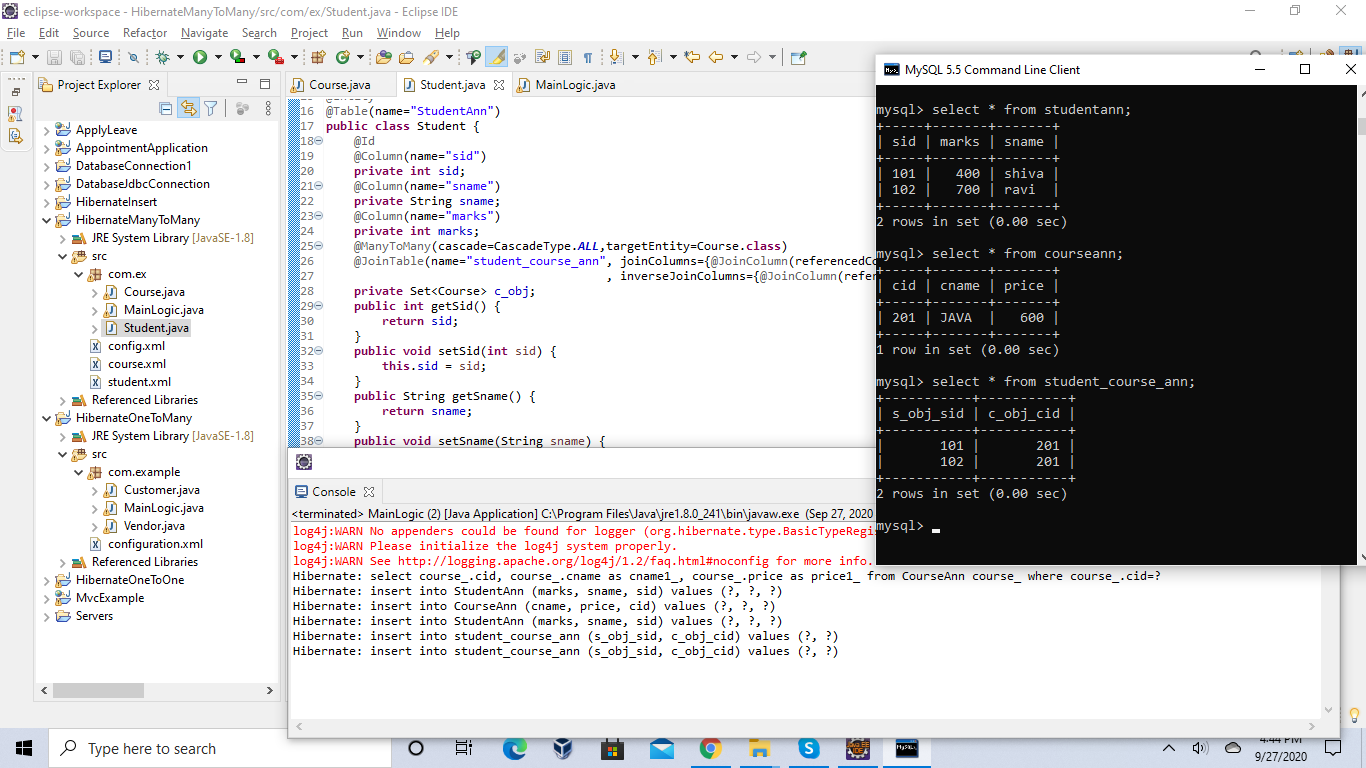 eclipse-workspace - HibernateManyToMany/src/com/ex/Student.java - Eclipse IDE
File Edit Source Refactor Navigate Search Project Run Window Help
Project Explorer
ApplyLeave
AppointmentApplication
DatabaseConnection1
DatabaseJdbcConnection
HibernateInsert
HibernateManyToMany
JRE System Library [JavaSE-1.8]
src
com.ex
Course.java
MainLogic.java
Student.java
config.xml
course.xml
student.xml
Referenced Libraries
HibernateOneToMany
JRE System Library [JavaSE-1.8]
src
com.example
Customer.java
MainLogic.java
Vendor.java
configuration.xml
Referenced Libraries
HibernateOneToOne
MvcExample
Servers
Course.java Student.java MainLogic.java
16 @Table(name="StudentAnn")
17 public class Student {
18 @Id
19 @Column(name="sid")
20 private int sid;
21 @Column(name="sname")
22 private String sname;
23 @Column(name="marks")
24 private int marks;
25 @ManyToMany(cascade=CascadeType.ALL,targetEntity=Course.class)
26 @JoinTable(name="student_course_ann", joinColumns={@JoinColumn(referencedCo
27 , inverseJoinColumns={@JoinColumn(refer
28 private Set<Course> c_obj;
29 public int getSid() {
30 return sid;
31 }
32 public void setSid(int sid) {
33 this.sid = sid;
34 }
35 public String getSname() {
36 return sname;
37 }
38 public void setSname(String sname) {
Console
<terminated> MainLogic (2) [Java Application] C:\Program Files\Java\jre1.8.0_241\bin\javaw.exe (Sep 27, 2020
log4j:WARN No appenders could be found for logger (org.hibernate.type.BasicTypeRegis
log4j:WARN Please initialize the log4j system properly.
log4j:WARN See http://logging.apache.org/log4j/1.2/faq.html#noconfig for more info.
Hibernate: select course_.cid, course_.cname as cname1_, course_.price as price1_ from CourseAnn course_ where course_.cid=?
Hibernate: insert into StudentAnn (marks, sname, sid) values (?, ?, ?)
Hibernate: insert into CourseAnn (cname, price, cid) values (?, ?, ?)
Hibernate: insert into StudentAnn (marks, sname, sid) values (?, ?, ?)
Hibernate: insert into student_course_ann (s_obj_sid, c_obj_cid) values (?, ?)
Hibernate: insert into student_course_ann (s_obj_sid, c_obj_cid) values (?, ?)
MySQL 5.5 Command Line Client
mysql> select * from studentann;
+-----+-------+-------+
| sid | marks | sname |
+-----+-------+-------+
| 101 |   400 | shiva |
| 102 |   700 | ravi  |
+-----+-------+-------+
2 rows in set (0.00 sec)
mysql> select * from courseann;
+-----+-------+-------+
| cid | cname | price |
+-----+-------+-------+
| 201 | JAVA  |   600 |
+-----+-------+-------+
1 row in set (0.00 sec)
mysql> select * from student_course_ann;
+-----------+-----------+
| s_obj_sid | c_obj_cid |
+-----------+-----------+
|       101 |       201 |
|       102 |       201 |
+-----------+-----------+
2 rows in set (0.00 sec)
mysql>
Type here to search
4:44 PM
9/27/2020